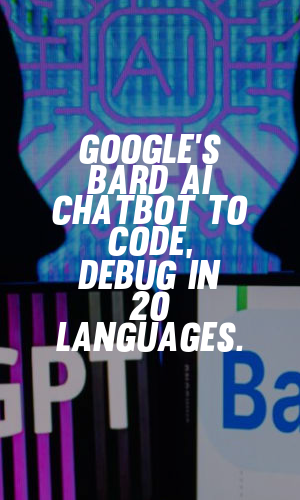 AI
GOOGLE'S
BARD AI
CHATBOT TO
CODE,
DEBUG IN
20
LANGUAGES.
GPT
Ba